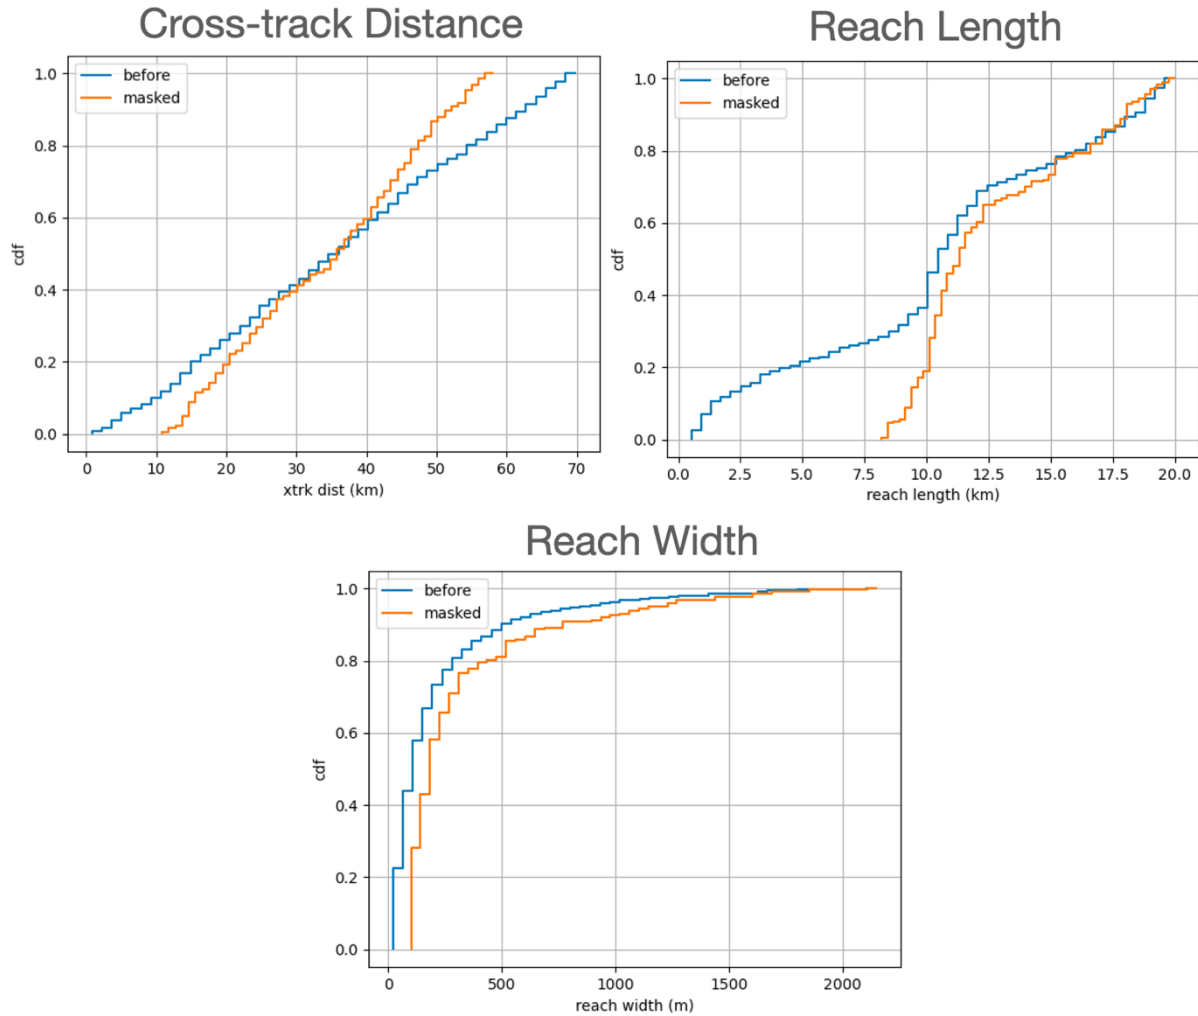 Cross-track Distance
1.0
0.8
0.6
0.4
0.2
0.0
cdf
before
masked
0
10
20
30
40
50
60
70
xtrk dist (km)
Reach Length
1.0
0.8
0.6
0.4
0.2
0.0
cdf
before
masked
0.0
2.5
5.0
7.5
10.0
12.5
15.0
17.5
20.0
reach length (km)
Reach Width
1.0
0.8
0.6
0.4
0.2
0.0
cdf
before
masked
0
500
1000
1500
2000
reach width (m)